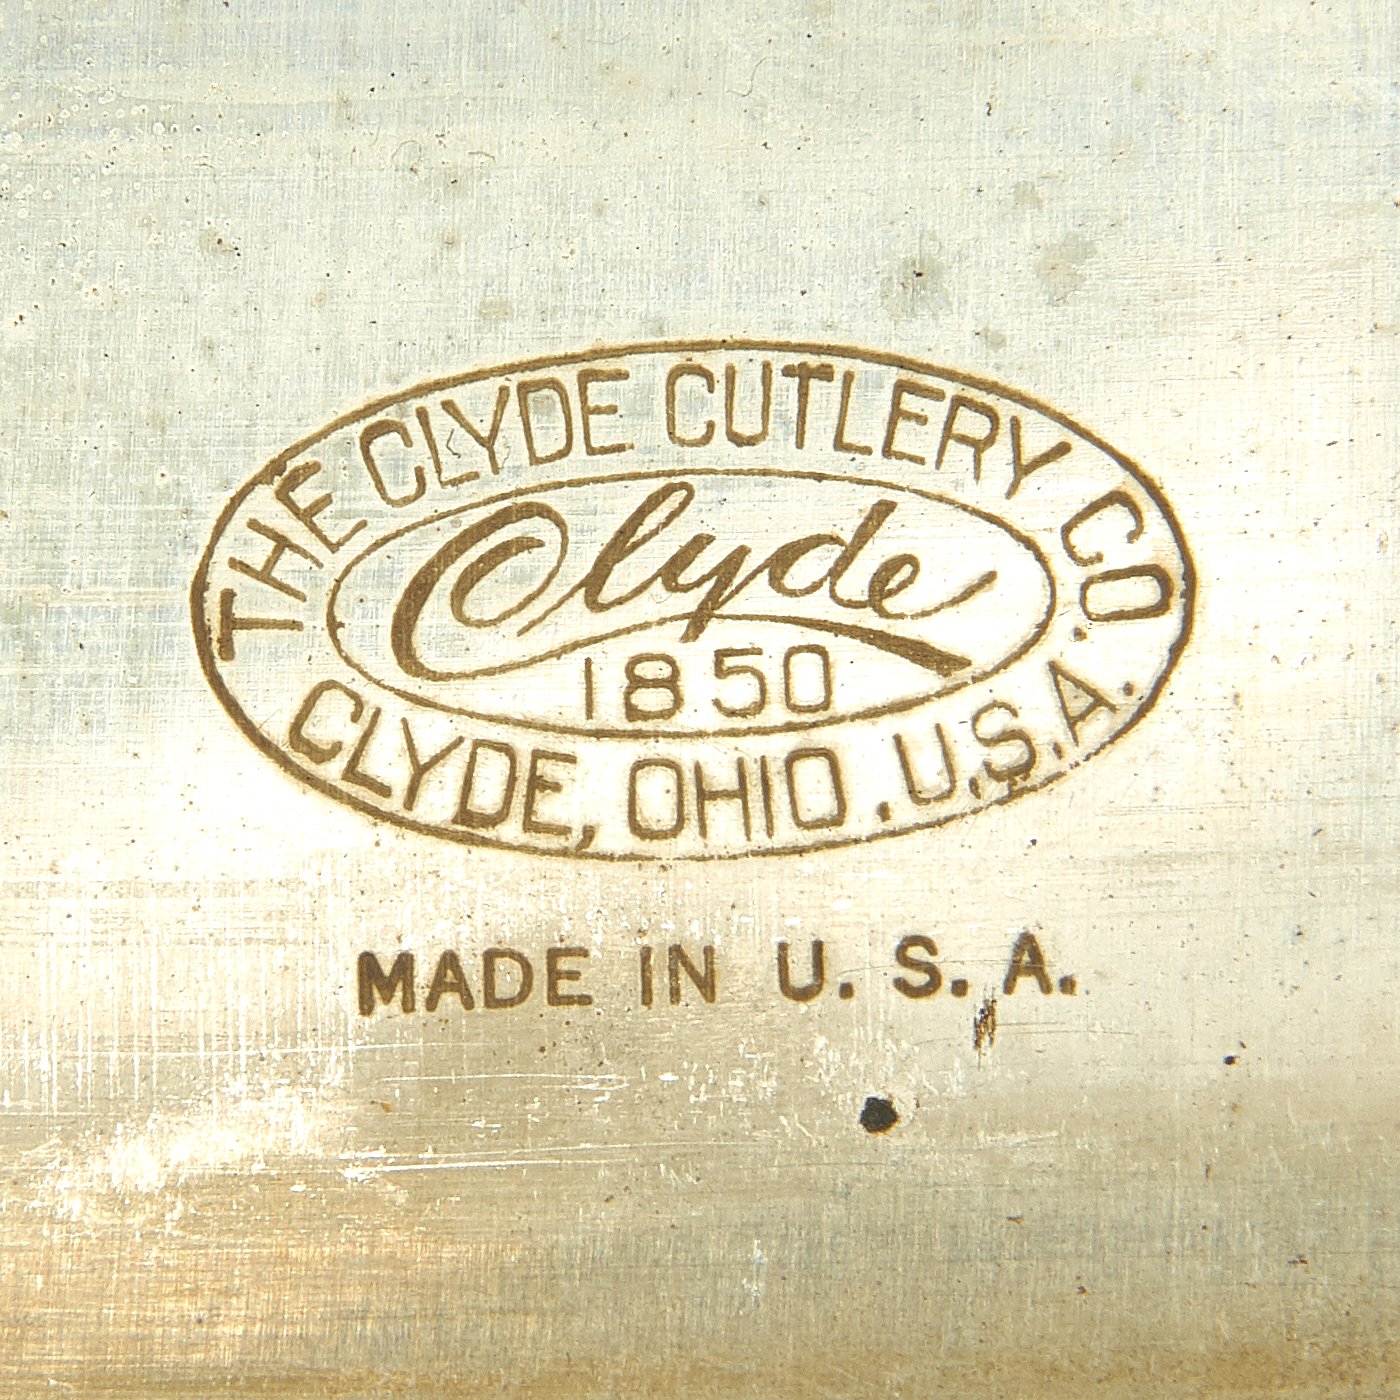 THE CLYDE CUTLERY CO.
Clyde
1850
CLYDE, OHIO. U.S.A.
MADE IN U. S. A.